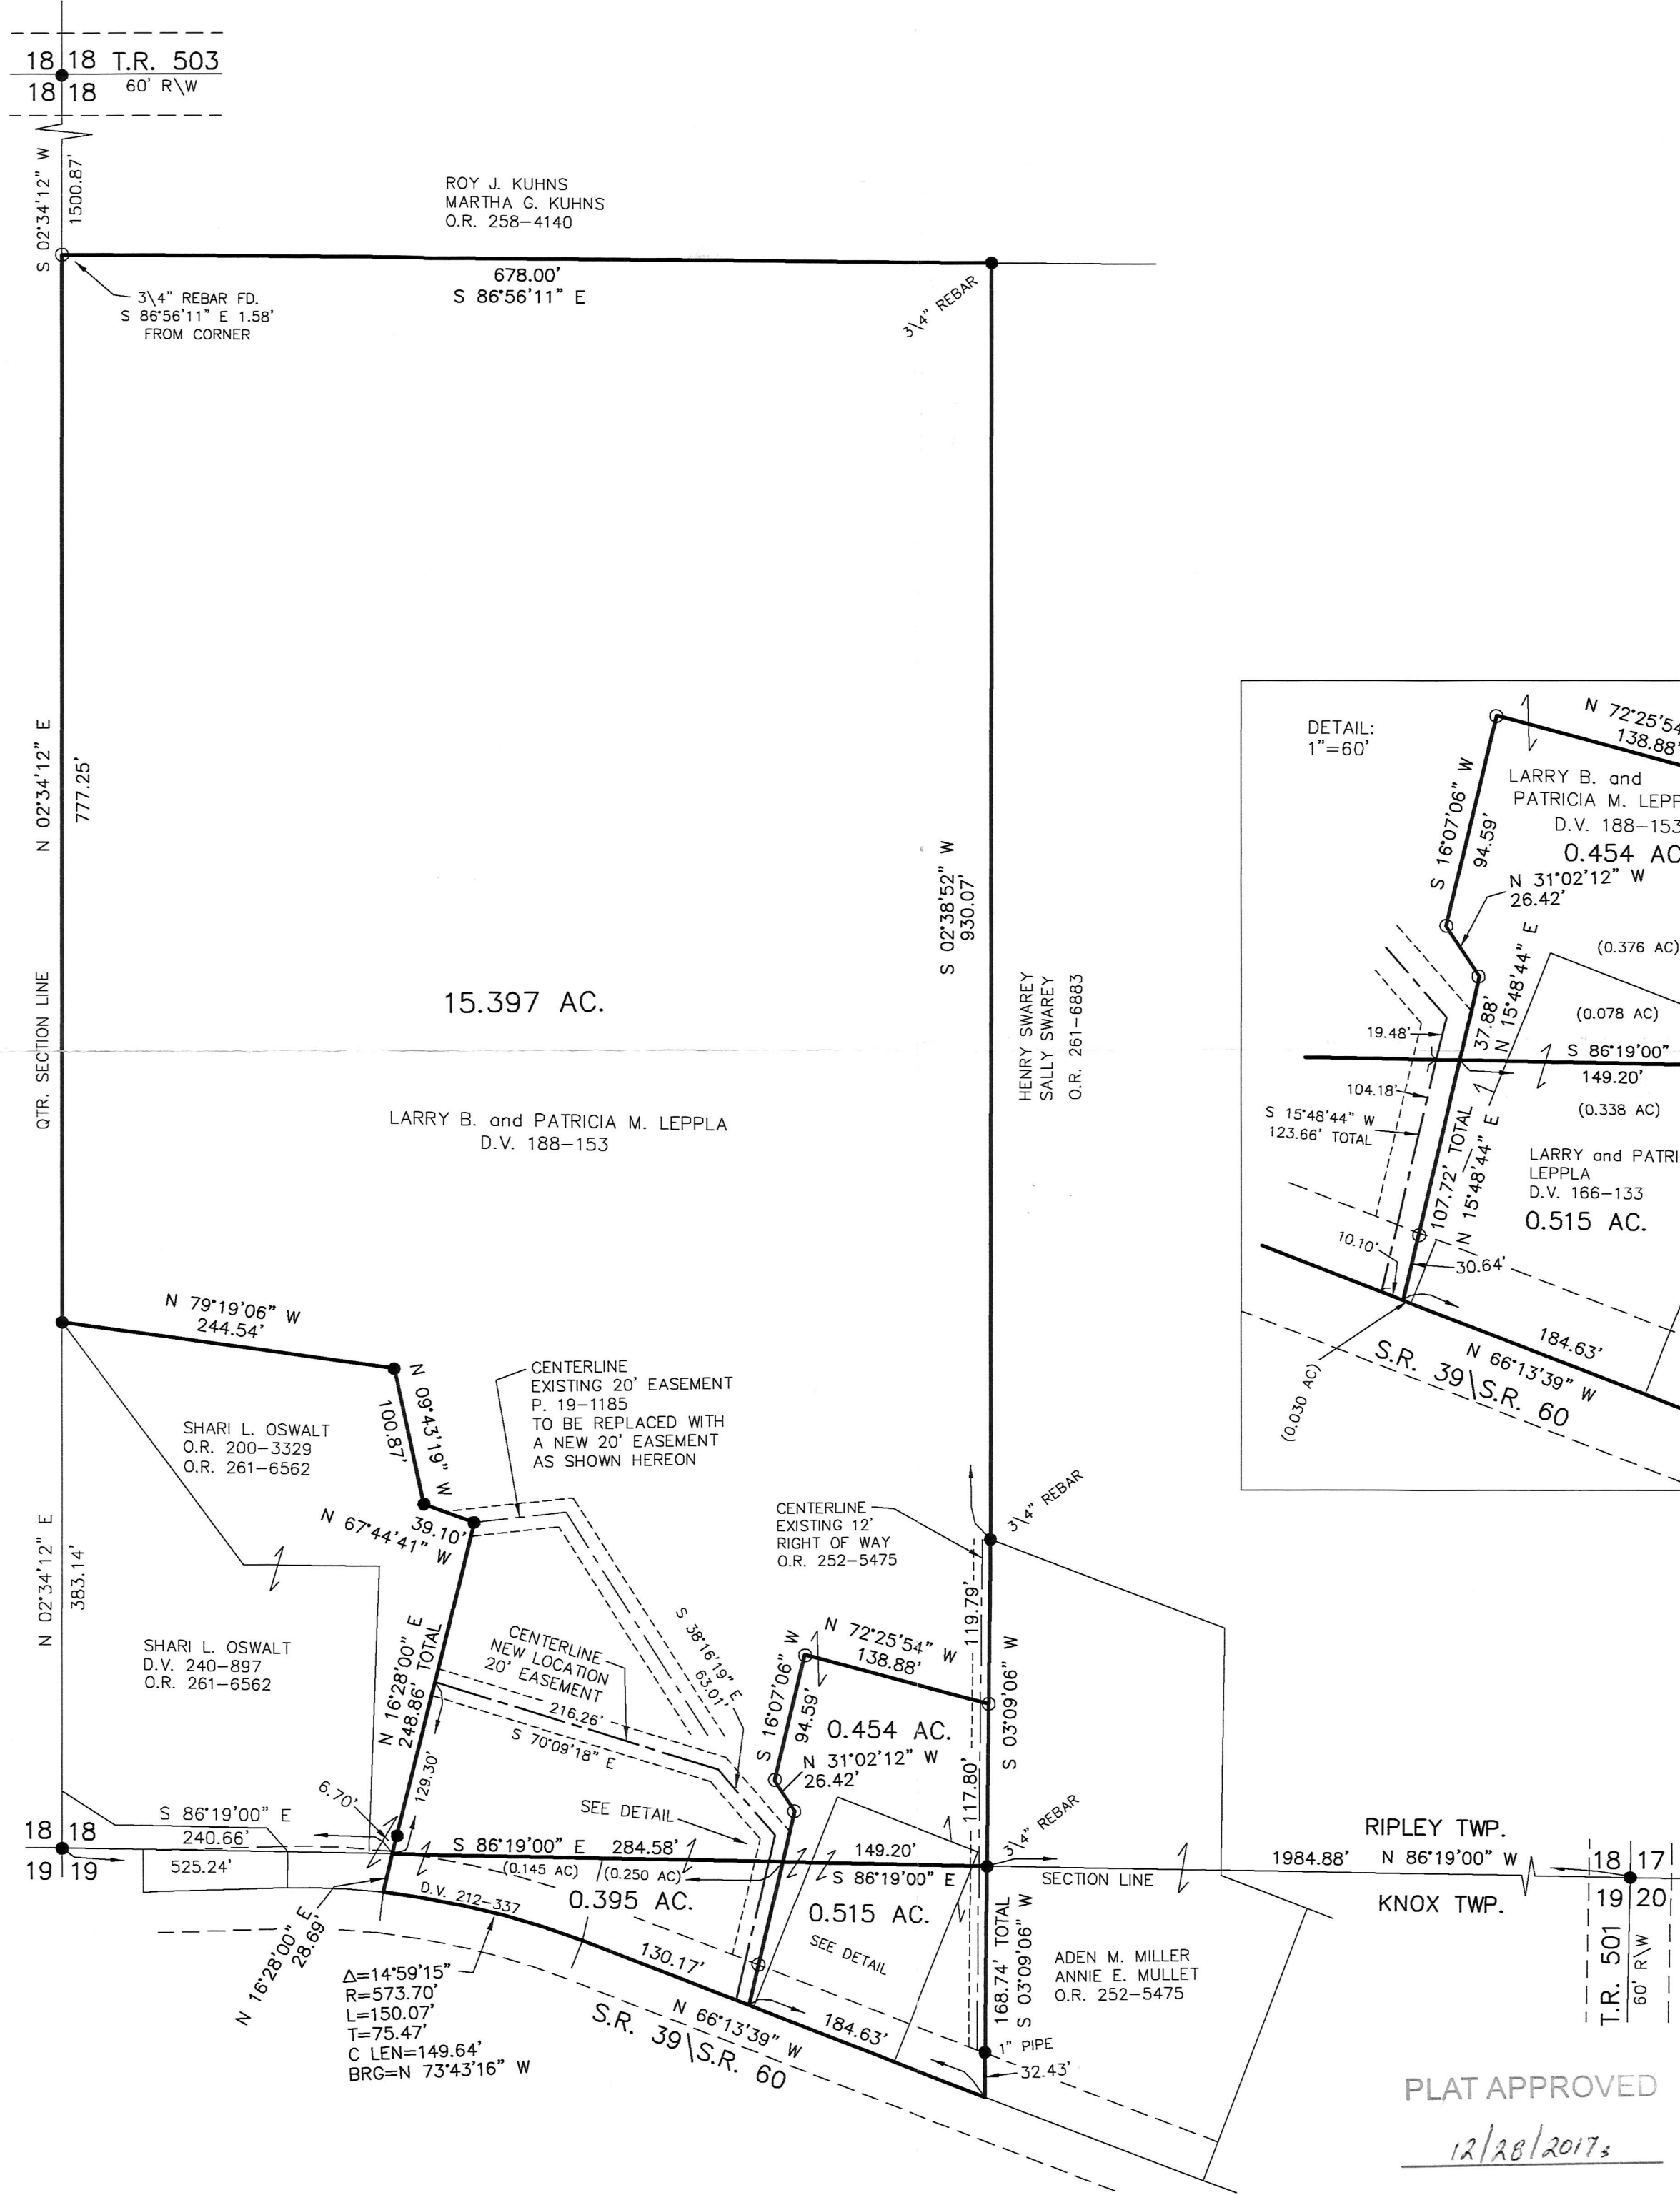 18 18 T.R. 503
18 18 60' R\W
S 02°34'12" W
1500.87'
ROY J. KUHNS
MARTHA G. KUHNS
O.R. 258-4140
678.00'
S 86°56'11" E
3\4" REBAR FD.
S 86°56'11" E 1.58'
FROM CORNER
3\4" REBAR
N 02°34'12" E
777.25'
QTR. SECTION LINE
S 02°38'52" W
930.07'
HENRY SWAREY
SALLY SWAREY
O.R. 261-6883
15.397 AC.
LARRY B. and PATRICIA M. LEPPLA
D.V. 188-153
DETAIL:
1"=60'
N 72°25'54
138.88'
S 16°07'06" W
94.59'
LARRY B. and
PATRICIA M. LEPP
D.V. 188-153
0.454 AC
N 31°02'12" W
26.42'
(0.376 AC)
37.88'
N 15°48'44" E
(0.078 AC)
19.48'
S 86°19'00"
149.20'
104.18'
(0.338 AC)
S 15°48'44" W
123.66' TOTAL
107.72' TOTAL
N 15°48'44" E
LARRY and PATRI
LEPPLA
D.V. 166-133
0.515 AC.
10.10'
30.64'
184.63'
N 66°13'39" W
S.R. 39\S.R. 60
(0.030 AC)
N 79°19'06" W
244.54'
N 09°43'19" W
100.87'
SHARI L. OSWALT
O.R. 200-3329
O.R. 261-6562
CENTERLINE
EXISTING 20' EASEMENT
P. 19-1185
TO BE REPLACED WITH
A NEW 20' EASEMENT
AS SHOWN HEREON
39.10'
N 67°44'41" W
N 02°34'12" E
383.14'
CENTERLINE
EXISTING 12'
RIGHT OF WAY
O.R. 252-5475
3\4" REBAR
119.79'
S 03°09'06" W
117.80'
SHARI L. OSWALT
D.V. 240-897
O.R. 261-6562
N 16°28'00" E
248.86' TOTAL
129.30'
CENTERLINE
NEW LOCATION
20' EASEMENT
216.26'
S 70°09'18" E
S 38°16'19" E
63.01'
N 72°25'54" W
138.88'
S 16°07'06" W
94.59'
0.454 AC.
N 31°02'12" W
26.42'
6.70'
SEE DETAIL
3\4" REBAR
18 18
19 19
S 86°19'00" E
240.66'
525.24'
S 86°19'00" E 284.58'
(0.145 AC) (0.250 AC)
149.20'
S 86°19'00" E
SECTION LINE
1984.88' N 86°19'00" W
RIPLEY TWP.
KNOX TWP.
18 17
19 20
T.R. 501
60' R\W
D.V. 212-337
0.395 AC.
0.515 AC.
SEE DETAIL
N 16°28'00" E
28.69'
130.17'
168.74' TOTAL
S 03°09'06" W
ADEN M. MILLER
ANNIE E. MULLET
O.R. 252-5475
Δ=14°59'15"
R=573.70'
L=150.07'
T=75.47'
C LEN=149.64'
BRG=N 73°43'16" W
N 66°13'39" W
184.63'
S.R. 39\S.R. 60
1" PIPE
32.43'
PLAT APPROVED
12/28/2017